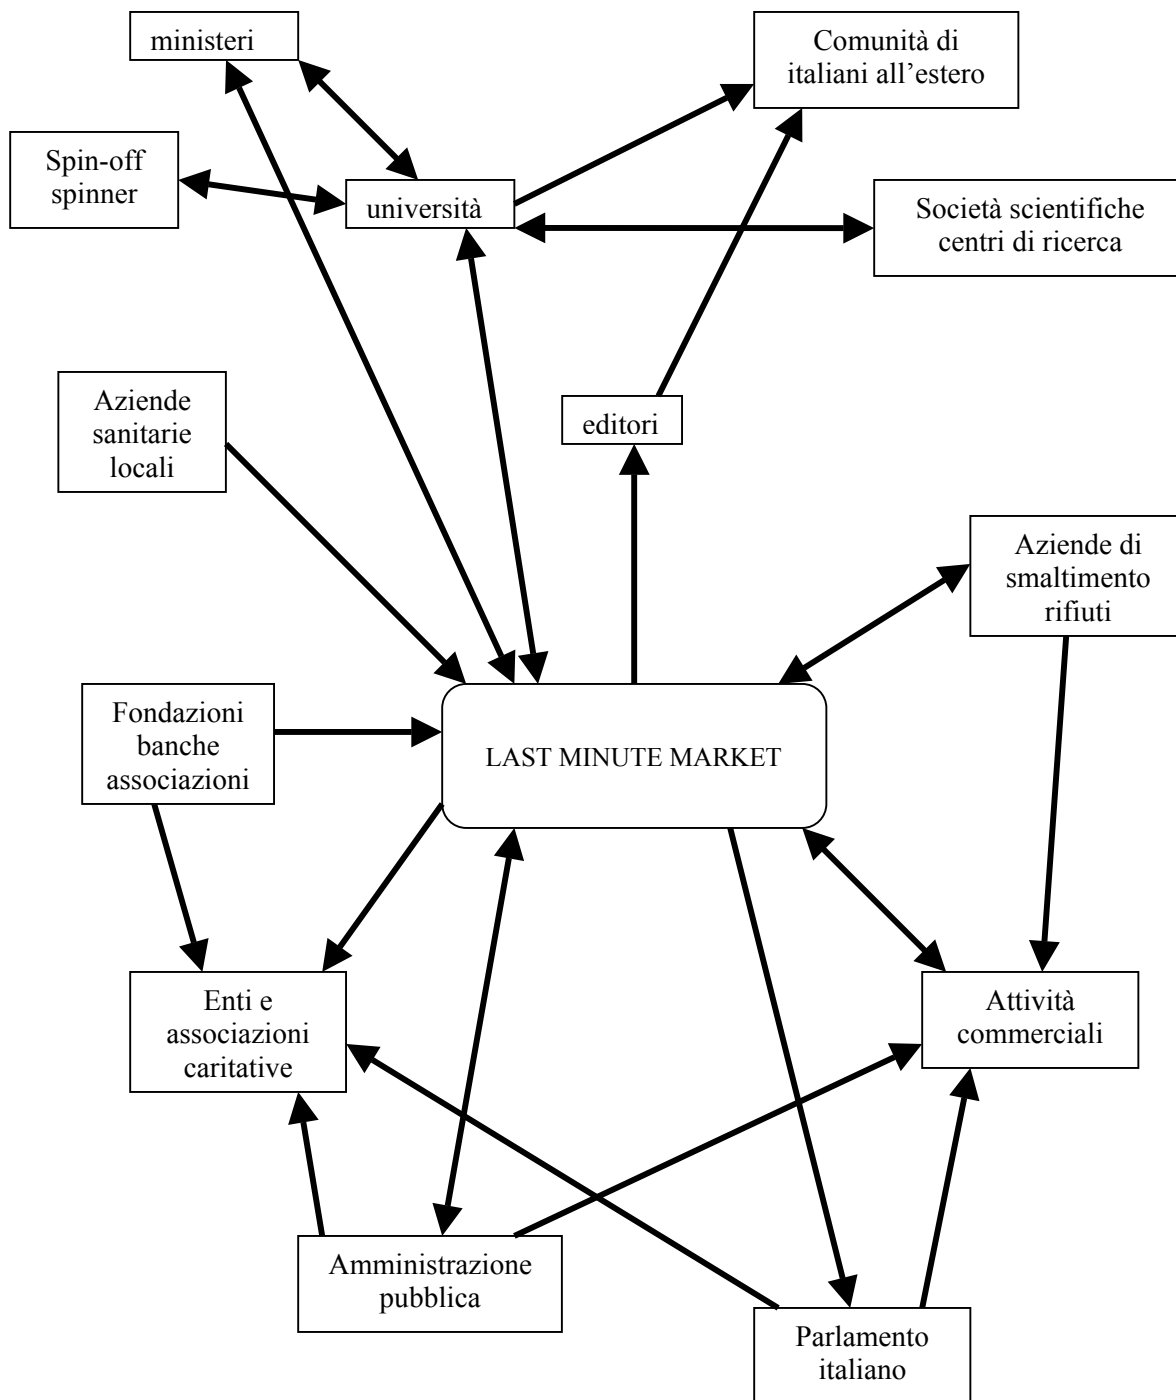 ministeri
Comunità di
italiani all’estero
Spin-off
spinner
università
Società scientifiche
centri di ricerca
Aziende
sanitarie
locali
editori
Aziende di
smaltimento
rifiuti
Fondazioni
banche
associazioni
LAST MINUTE MARKET
Enti e
associazioni
caritative
Attività
commerciali
Amministrazione
pubblica
Parlamento
italiano